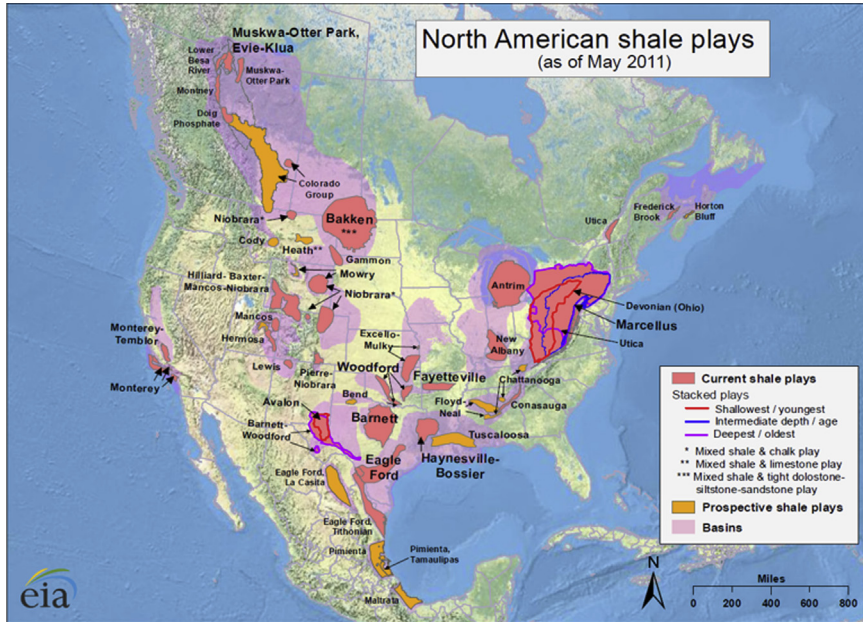 North American shale plays
(as of May 2011)
Muskwa-Otter Park,
Evie-Klua
Lower
Besa
River
Muskwa-
Otter Park
Montney
Doig
Phosphate
Colorado
Group
Niobrara*
Bakken
***
Cody
Heath**
Gammon
Mowry
Hilliard-Baxter-
Mancos-Niobrara
Niobrara*
Mancos
Hermosa
Monterey-
Temblor
Monterey
Lewis
Pierre-
Niobrara
Excello-
Mulky
Woodford
Fayetteville
Bend
Avalon
Barnett-
Woodford
Barnett
Eagle
Ford
Haynesville-
Bossier
Tuscaloosa
Floyd-
Neal
Conasauga
Chattanooga
New
Albany
Antrim
Utica
Frederick
Brook
Horton
Bluff
Devonian (Ohio)
Marcellus
Utica
Eagle Ford,
La Casita
Eagle Ford,
Tithonian
Pimienta
Pimienta,
Tamaulipas
Maltrata
Current shale plays
Stacked plays
Shallowest / youngest
Intermediate depth / age
Deepest / oldest
* Mixed shale & chalk play
** Mixed shale & limestone play
*** Mixed shale & tight dolostone-
siltstone-sandstone play
Prospective shale plays
Basins
N
Miles
0 200 400 600 800
eia